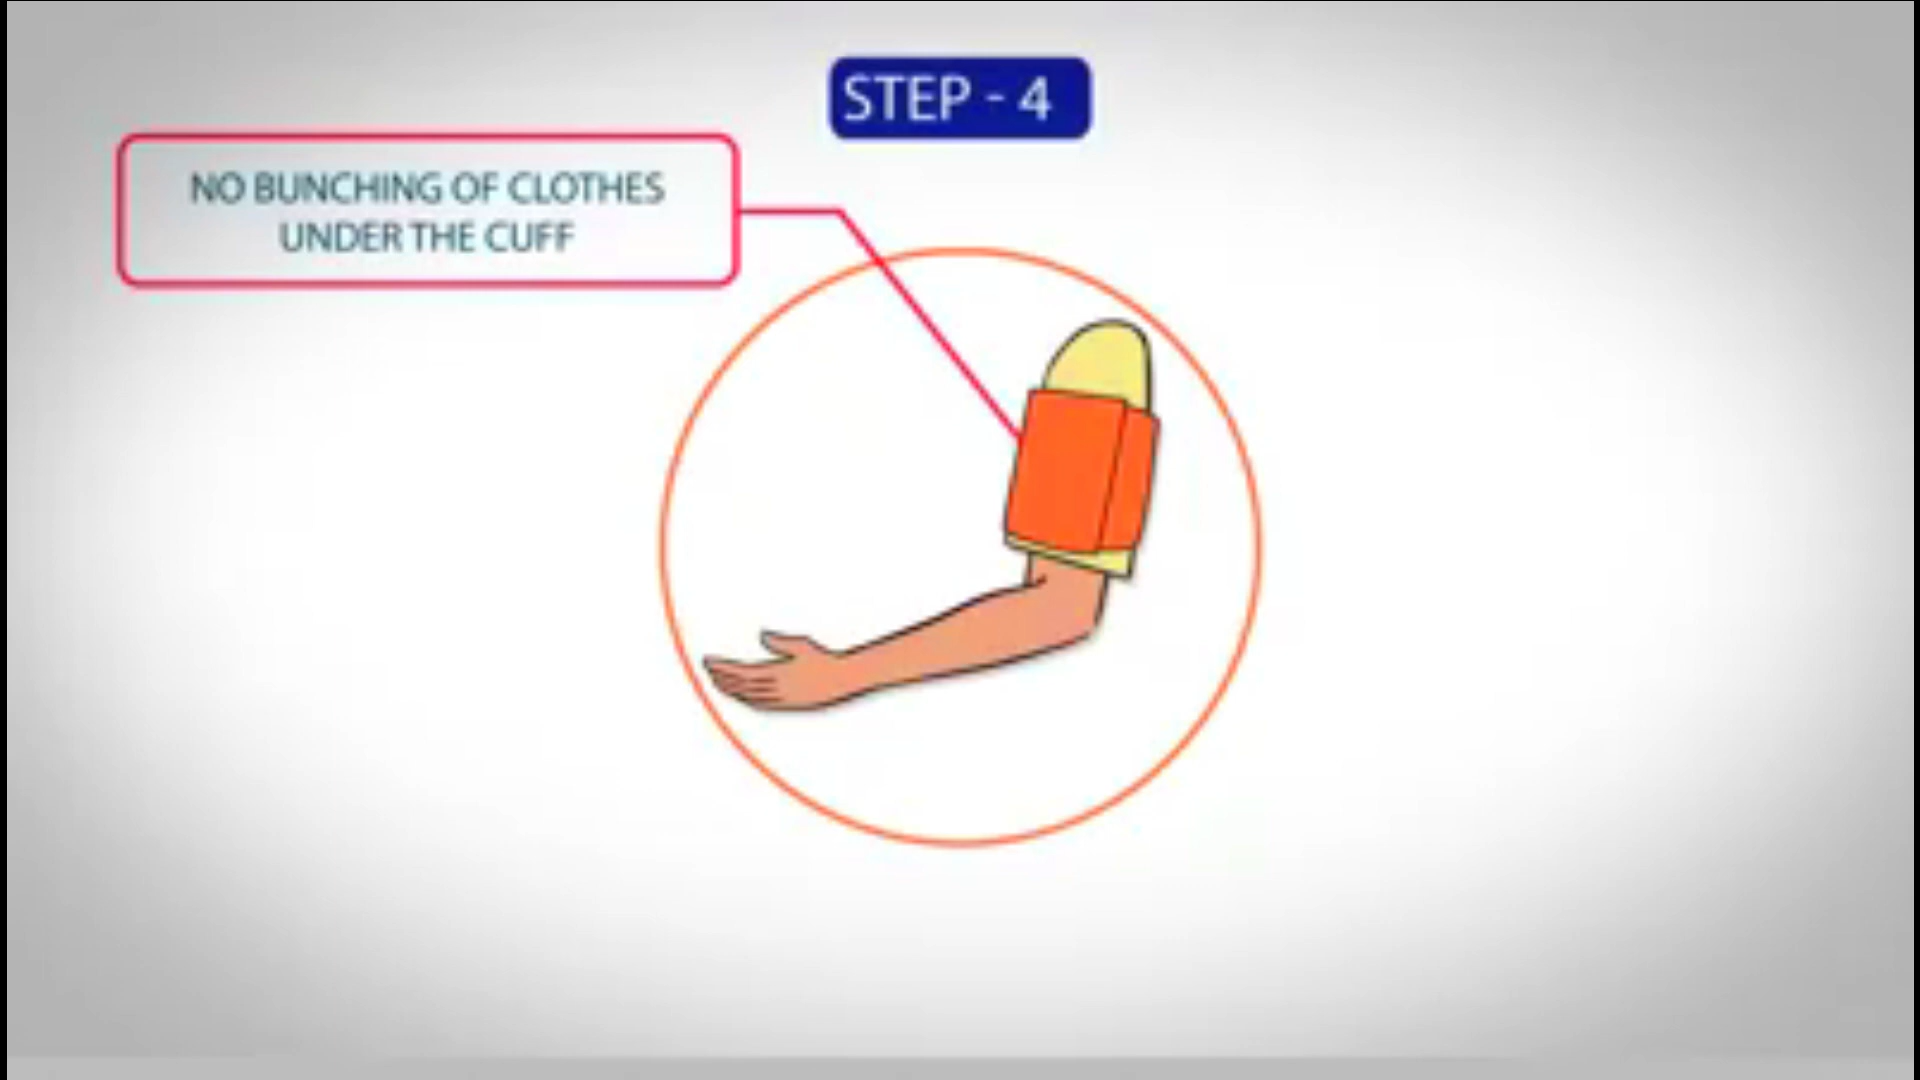 STEP - 4
NO BUNCHING OF CLOTHES
UNDER THE CUFF